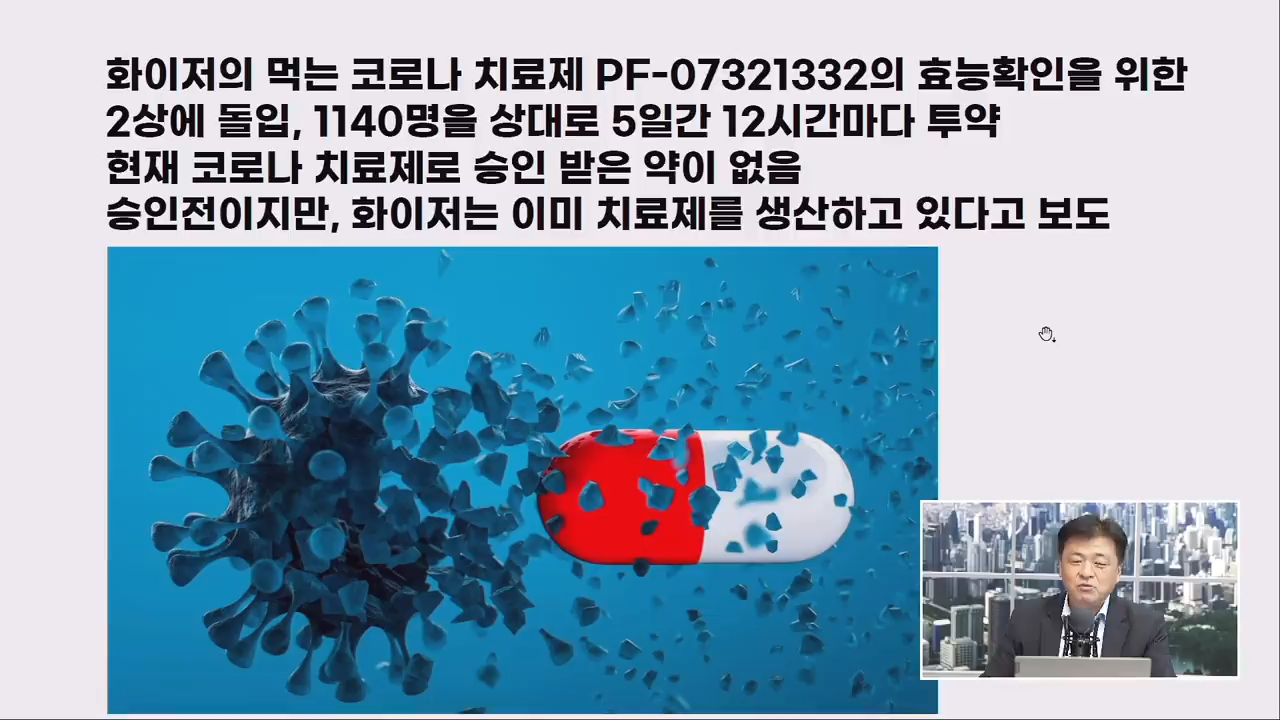 화이저의 먹는 코로나 치료제 PF-07321332의 효능확인을 위한
2상에 돌입, 1140명을 상대로 5일간 12시간마다 투약
현재 코로나 치료제로 승인 받은 약이 없음
승인전이지만, 화이저는 이미 치료제를 생산하고 있다고 보도